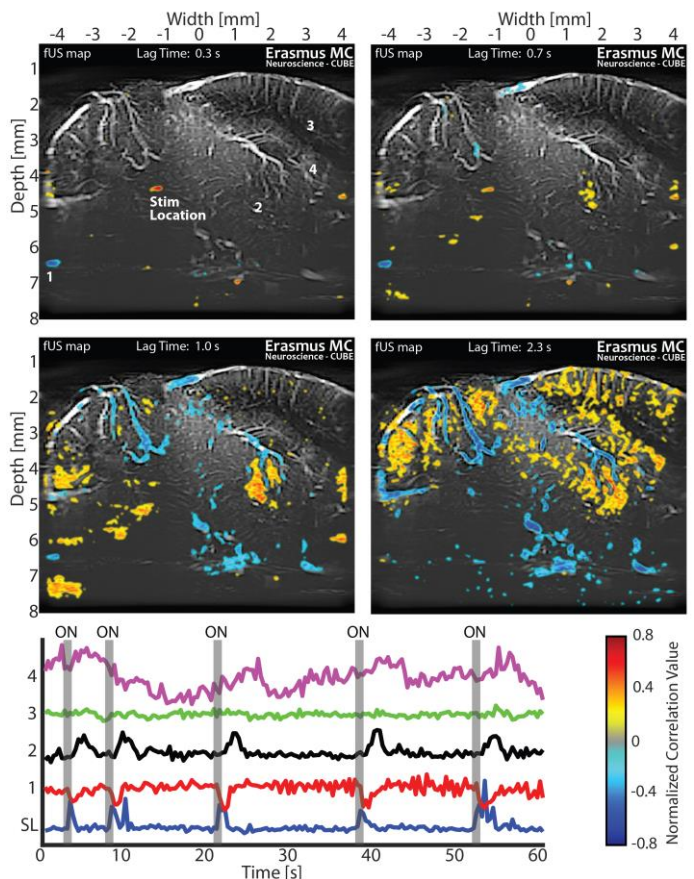 Width [mm] Width [mm]
-4 -3 -2 -1 0 1 2 3 4 -4 -3 -2 -1 0 1 2 3 4
fUS map Lag Time: 0.3 s Erasmus MC
Neuroscience - CUBE
fUS map Lag Time: 0.7 s Erasmus MC
Neuroscience - CUBE
Depth [mm]
1
2
3
4
5
6
7
8
3
4
2
Stim
Location
1
fUS map Lag Time: 1.0 s Erasmus MC
Neuroscience - CUBE
fUS map Lag Time: 2.3 s Erasmus MC
Neuroscience - CUBE
Depth [mm]
1
2
3
4
5
6
7
8
ON ON ON ON ON
4
3
2
1
SL
0 10 20 30 40 50 60
Time [s]
0.8
0.4
0
-0.4
-0.8
Normalized Correlation Value